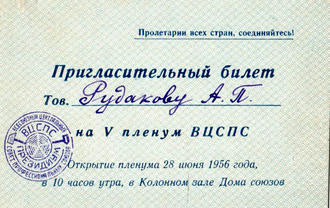 Пролетарии всех стран, соединяйтесь!
Пригласительный билет
Тов. Рудакову А. П.
на V пленум ВЦСПС
ВЦСПС
ПРЕЗИДИУМ
Открытие пленума 28 июня 1956 года,
в 10 часов утра, в Колонном зале Дома союзов